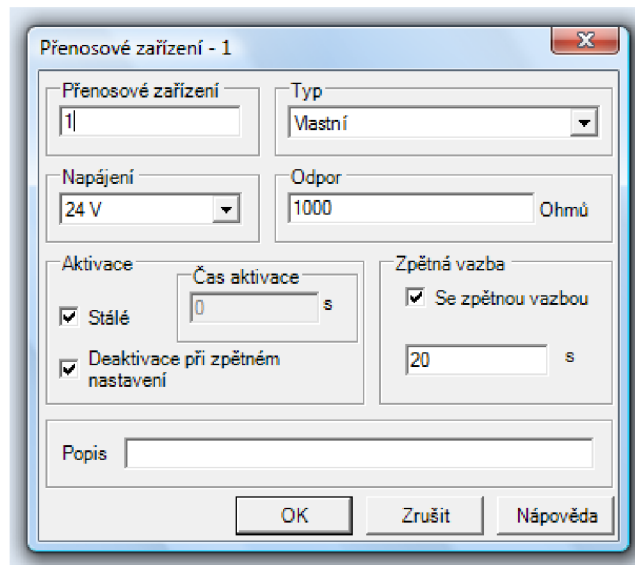 Přenosové zařízení - 1
Přenosové zařízení
1
Typ
Vlastní
Napájení
24 V
Odpor
1000
Ohmů
Aktivace
Čas aktivace
0
s
Stálé
Deaktivace při zpětném
nastavení
Zpětná vazba
Se zpětnou vazbou
20
s
Popis
OK
Zrušit
Nápověda